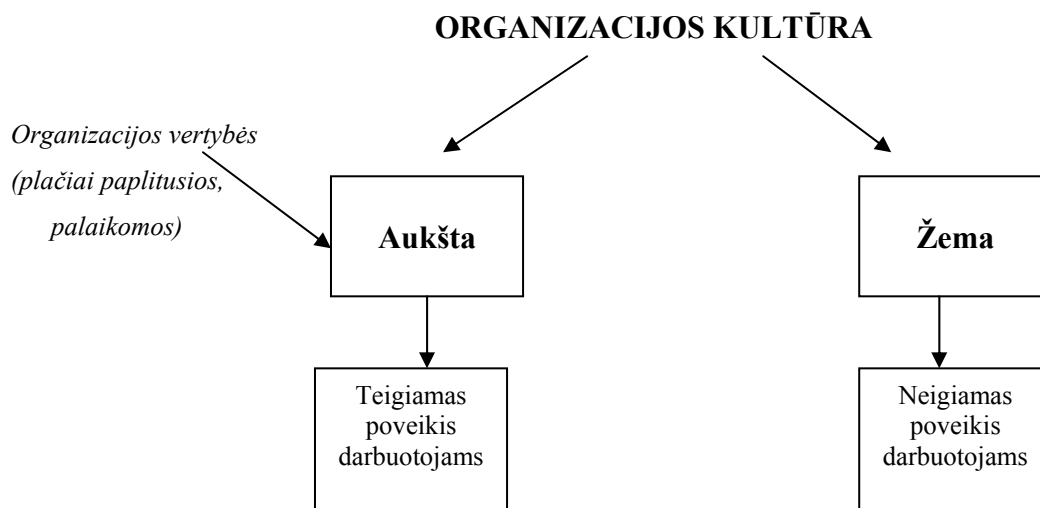 ORGANIZACIJOS KULTŪRA
Organizacijos vertybės
(plačiai paplitusios,
palaikomos)
Aukšta
Žema
Teigiamas
poveikis
darbuotojams
Neigiamas
poveikis
darbuotojams